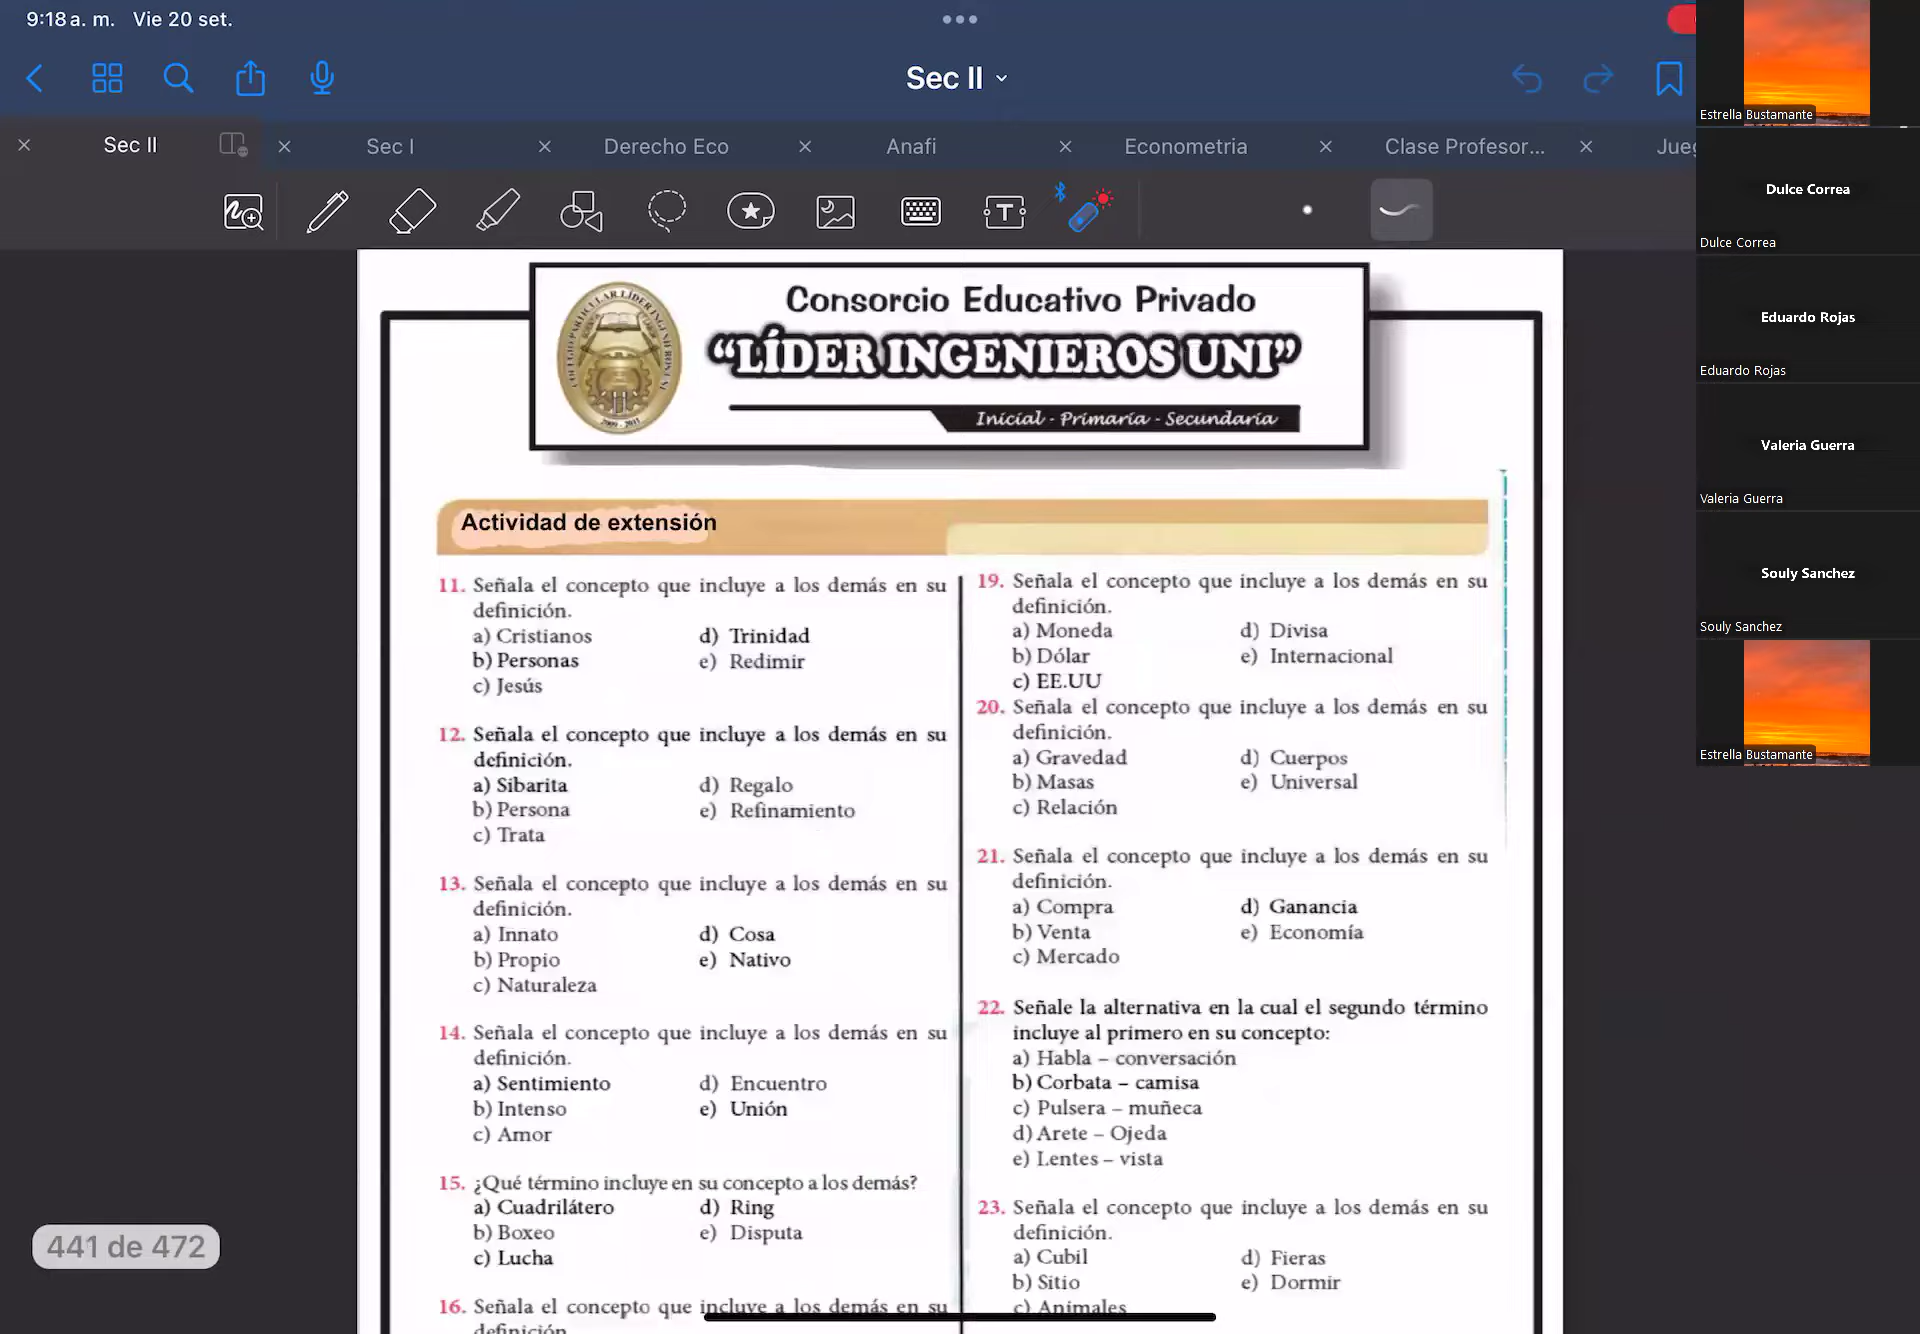 9:18 a. m. Vie 20 set.
Sec II
Sec II
Sec I
Derecho Eco
Anafi
Econometria
Clase Profesor...
Consorcio Educativo Privado
“LÍDER INGENIEROS UNI”
Inicial - Primaria - Secundaria
2009 - 2011
Actividad de extensión
11. Señala el concepto que incluye a los demás en su
definición.
a) Cristianos d) Trinidad
b) Personas e) Redimir
c) Jesús
12. Señala el concepto que incluye a los demás en su
definición.
a) Sibarita d) Regalo
b) Persona e) Refinamiento
c) Trata
13. Señala el concepto que incluye a los demás en su
definición.
a) Innato d) Cosa
b) Propio e) Nativo
c) Naturaleza
14. Señala el concepto que incluye a los demás en su
definición.
a) Sentimiento d) Encuentro
b) Intenso e) Unión
c) Amor
15. ¿Qué término incluye en su concepto a los demás?
a) Cuadrilátero d) Ring
b) Boxeo e) Disputa
c) Lucha
16. Señala el concepto que incluye a los demás en su
definición
19. Señala el concepto que incluye a los demás en su
definición.
a) Moneda d) Divisa
b) Dólar e) Internacional
c) EE.UU
20. Señala el concepto que incluye a los demás en su
definición.
a) Gravedad d) Cuerpos
b) Masas e) Universal
c) Relación
21. Señala el concepto que incluye a los demás en su
definición.
a) Compra d) Ganancia
b) Venta e) Economía
c) Mercado
22. Señale la alternativa en la cual el segundo término
incluye al primero en su concepto:
a) Habla – conversación
b) Corbata – camisa
c) Pulsera – muñeca
d) Arete – Ojeda
e) Lentes – vista
23. Señala el concepto que incluye a los demás en su
definición.
a) Cubil d) Fieras
b) Sitio e) Dormir
c) Animales
441 de 472
Estrella Bustamante
Dulce Correa
Dulce Correa
Eduardo Rojas
Eduardo Rojas
Valeria Guerra
Valeria Guerra
Souly Sanchez
Souly Sanchez
Estrella Bustamante